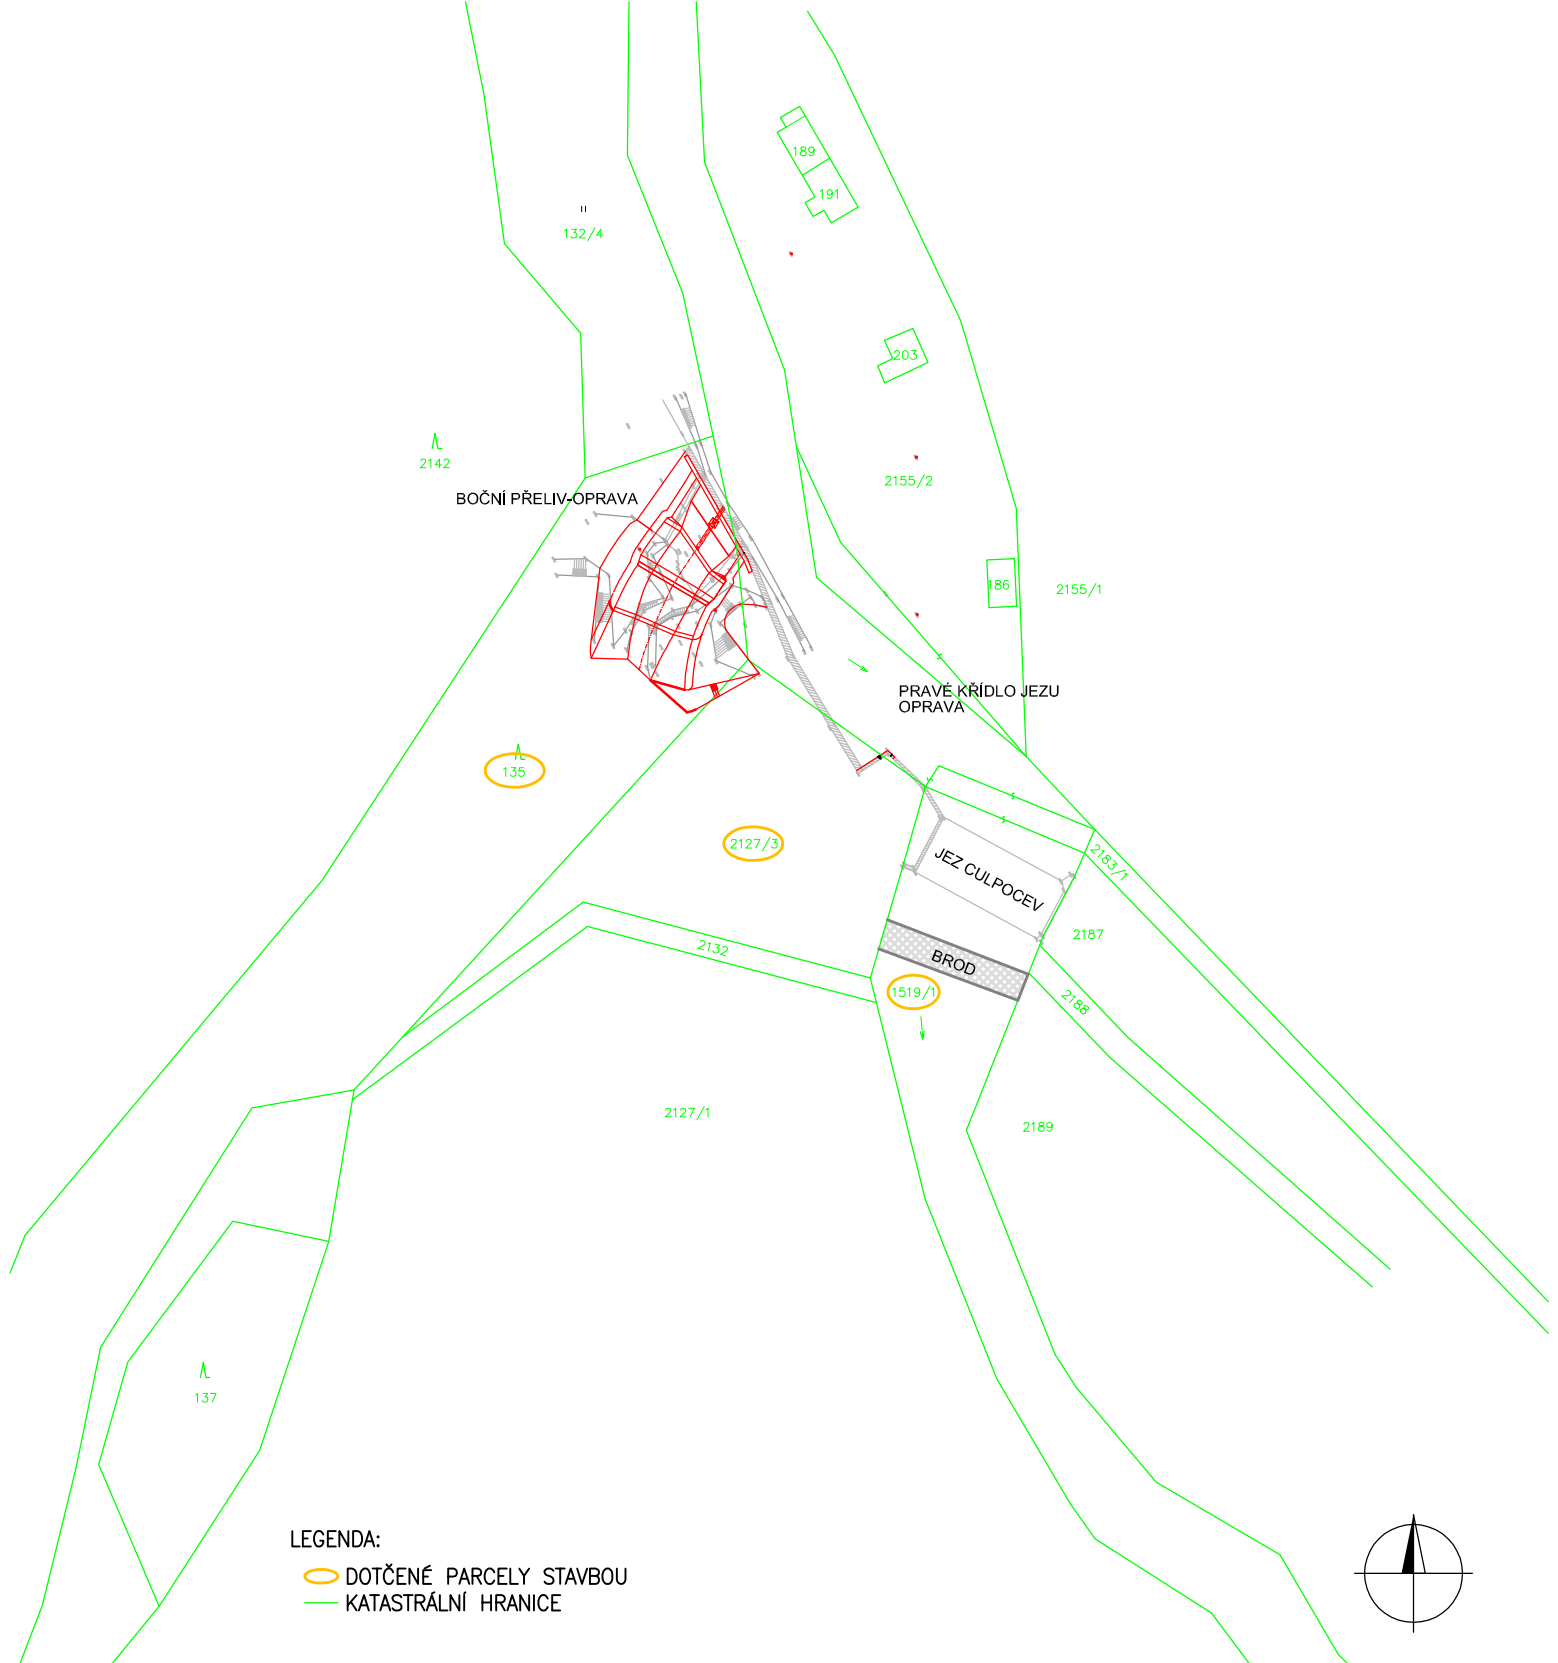 189
191
132/4
203
2142
2155/2
BOČNÍ PŘELIV-OPRAVA
186
2155/1
PRAVÉ KŘÍDLO JEZU
OPRAVA
135
2127/3
JEZ CULPOCEV
2183/1
2187
2132
BROD
1519/1
2188
2127/1
2189
137
LEGENDA:
DOTČENÉ PARCELY STAVBOU
KATASTRÁLNÍ HRANICE